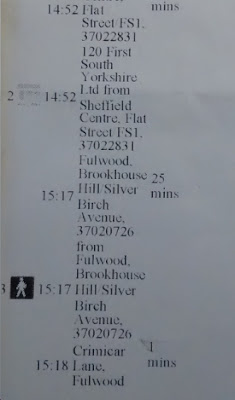 14:52 Flat mins
Street FS1,
37022831
120 First
South
Yorkshire
2 14:52 Ltd from
Sheffield
Centre, Flat
Street FS1,
37022831
Fulwood,
Brookhouse 25
15:17 Hill/Silver mins
Birch
Avenue,
37020726
from
Fulwood,
Brookhouse
3 15:17 Hill/Silver
Birch
Avenue,
37020726
Crimicar 1
15:18 Lane, mins
Fulwood